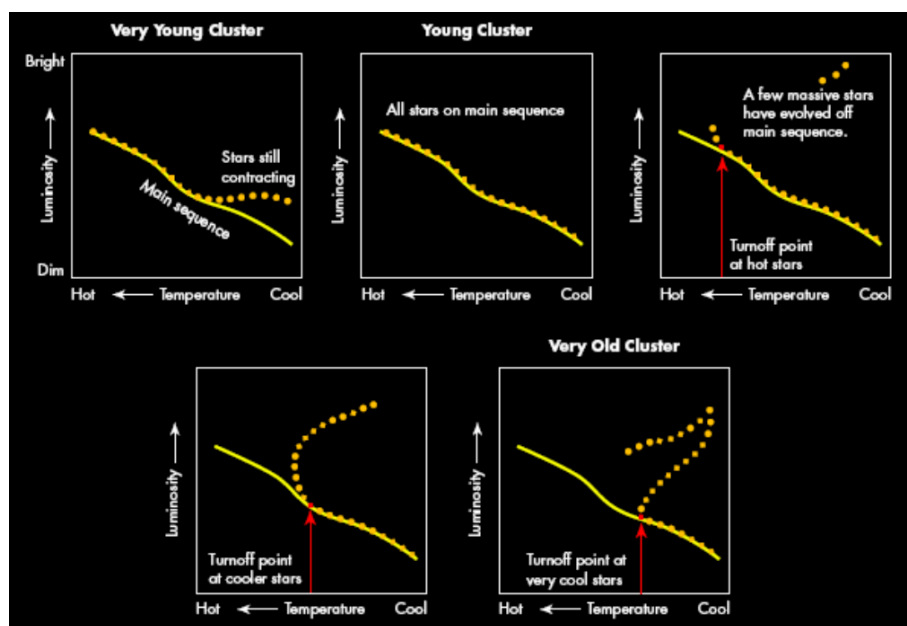 Very Young Cluster
Bright
Luminosity
Stars still
contracting
Main sequence
Dim
Hot
Temperature
Cool
Young Cluster
All stars on main sequence
Luminosity
Hot
Temperature
Cool
A few massive stars
have evolved off
main sequence.
Luminosity
Turnoff point
at hot stars
Hot
Temperature
Cool
Luminosity
Turnoff point
at cooler stars
Hot
Temperature
Cool
Very Old Cluster
Luminosity
Turnoff point at
very cool stars
Hot
Temperature
Cool